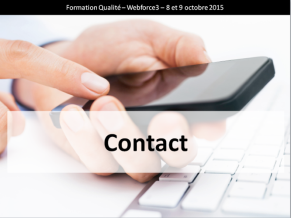 Formation Qualité – Webforce3 – 8 et 9 octobre 2015
Contact